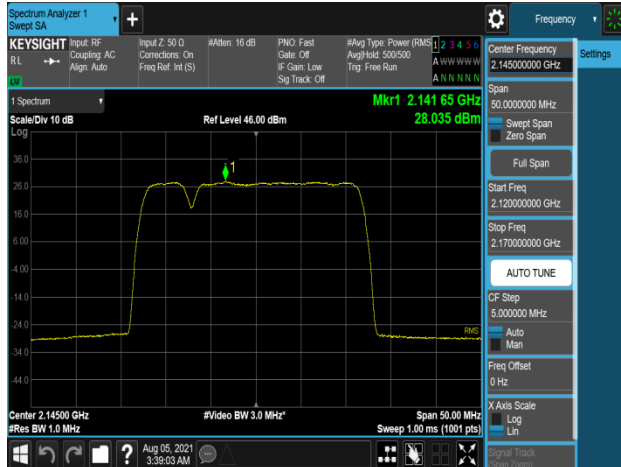 Spectrum Analyzer 1
Swept SA
KEYSIGHT
RL
Input: RF
Coupling: AC
Align: Auto
Input Z: 50 Ω
Corrections: On
Freq Ref: Int (S)
#Atten: 16 dB
PNO: Fast
Gate: Off
IF Gain: Low
Sig Track: Off
#Avg Type: Power (RMS
Avg|Hold: 500/500
Trig: Free Run
1 2 3 4 5 6
A W W W W W
A N N N N N
1 Spectrum
Scale/Div 10 dB
Log
Ref Level 46.00 dBm
Mkr1 2.141 65 GHz
28.035 dBm
36.0
26.0
16.0
6.00
-4.00
-14.0
-24.0
-34.0
-44.0
1
RMS
Center 2.14500 GHz
#Res BW 1.0 MHz
#Video BW 3.0 MHz*
Span 50.00 MHz
Sweep 1.00 ms (1001 pts)
?
Aug 05, 2021
3:39:03 AM
Frequency
Settings
Center Frequency
2.145000000 GHz
Span
50.0000000 MHz
Swept Span
Zero Span
Full Span
Start Freq
2.120000000 GHz
Stop Freq
2.170000000 GHz
AUTO TUNE
CF Step
5.000000 MHz
Auto
Man
Freq Offset
0 Hz
X Axis Scale
Log
Lin
Signal Track
(Span Zoom)